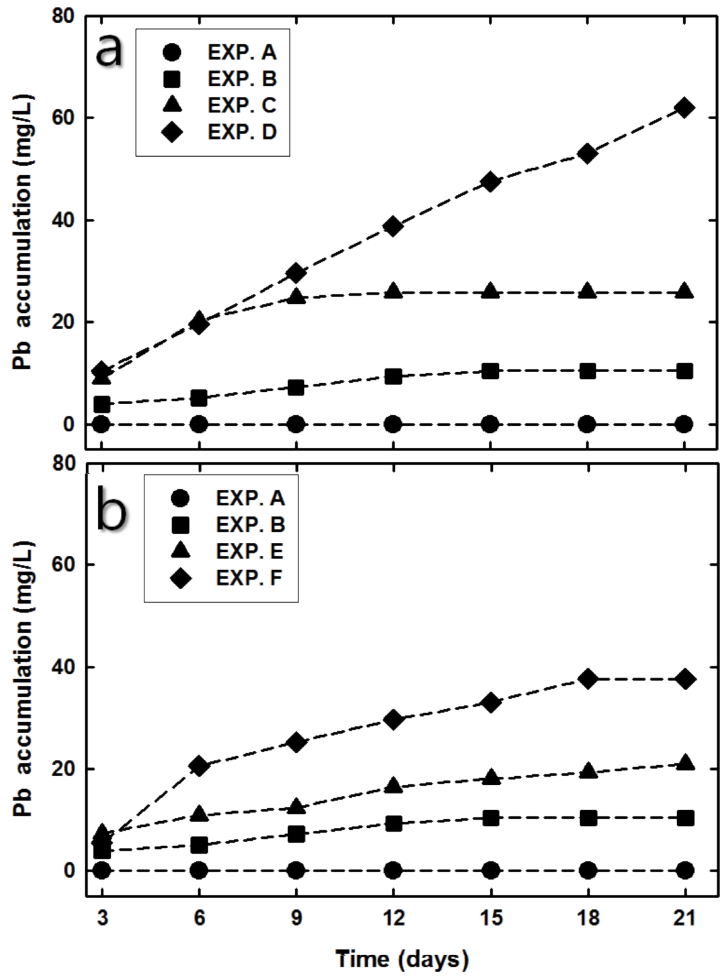 a
EXP. A
EXP. B
EXP. C
EXP. D
Pb accumulation (mg/L)
80
60
40
20
0
b
EXP. A
EXP. B
EXP. E
EXP. F
Pb accumulation (mg/L)
80
60
40
20
0
3 6 9 12 15 18 21
Time (days)